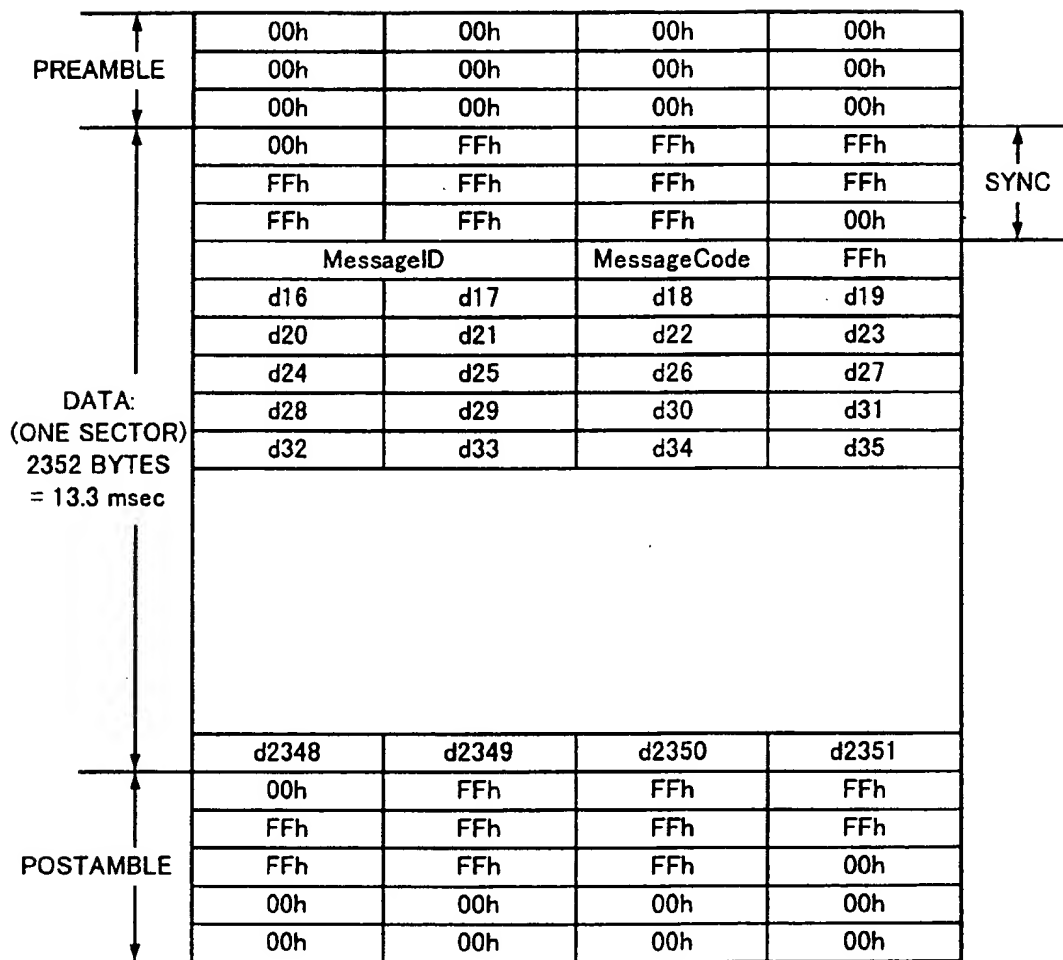 00h 00h 00h 00h
PREAMBLE 00h 00h 00h 00h
00h 00h 00h 00h
00h FFh FFh FFh
FFh FFh FFh FFh SYNC
FFh FFh FFh 00h
MessageID MessageCode FFh
d16 d17 d18 d19
d20 d21 d22 d23
d24 d25 d26 d27
DATA: d28 d29 d30 d31
(ONE SECTOR) d32 d33 d34 d35
2352 BYTES
= 13.3 msec
d2348 d2349 d2350 d2351
00h FFh FFh FFh
FFh FFh FFh FFh
POSTAMBLE FFh FFh FFh 00h
00h 00h 00h 00h
00h 00h 00h 00h